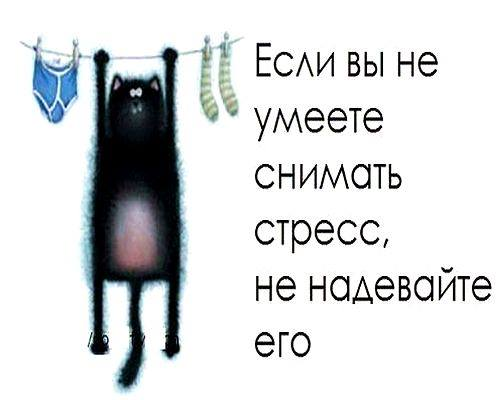 Если вы не
умеете
снимать
стресс,
не надевайте
его